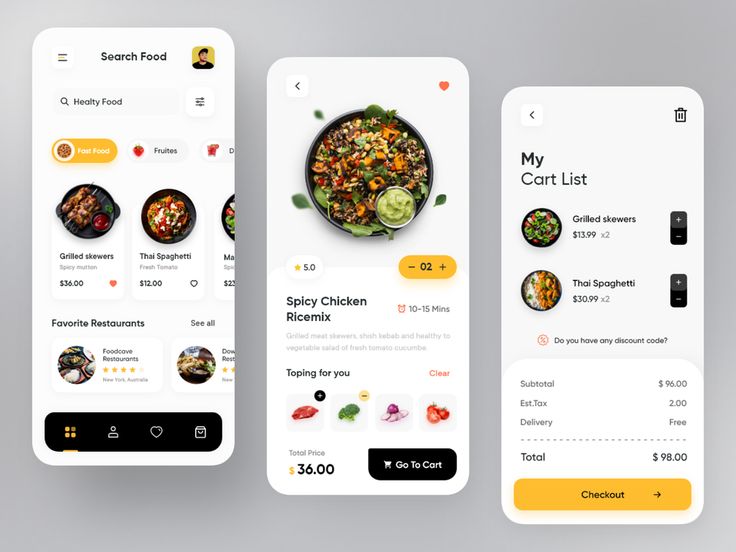 Search Food
Healty Food
Fast Food
Fruites
D
Grilled skewers
Spicy mutton
$36.00
Thai Spaghetti
Fresh Tomato
$12.00
Ma
Spic
$23
Favorite Restaurants
See all
Foodcave
Restaurants
New York Australia
Dow
Rest
New
5.0
02
Spicy Chicken
Ricemix
10-15 Mins
Grilled meat skewers, shish kebab and healthy to
vegetable salad of fresh tomato cucumbe.
Toping for you
Clear
Total Price
$ 36.00
Go To Cart
My
Cart List
Grilled skewers
$13.99 x2
Thai Spaghetti
$30.99 x2
Do you have any discount code?
Subtotal
$ 96.00
Est.Tax
2.00
Delivery
Free
Total
$ 98.00
Checkout